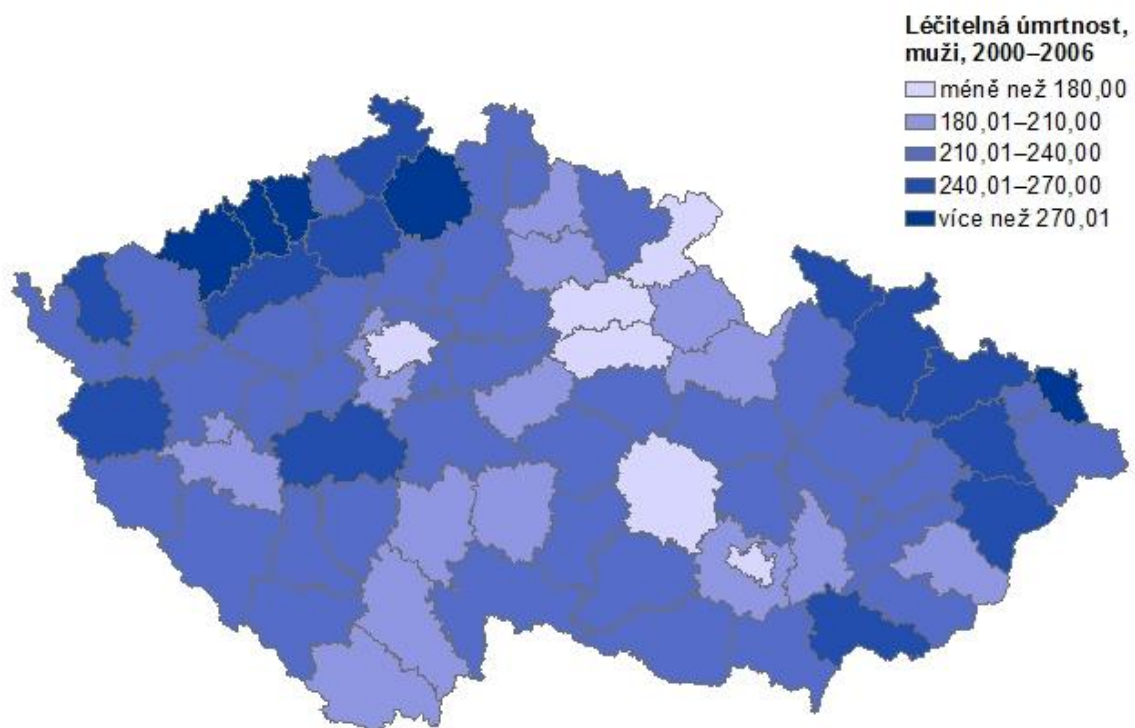 Léčitelná úmrtnost,
muži, 2000–2006
méně než 180,00
180,01–210,00
210,01–240,00
240,01–270,00
více než 270,01